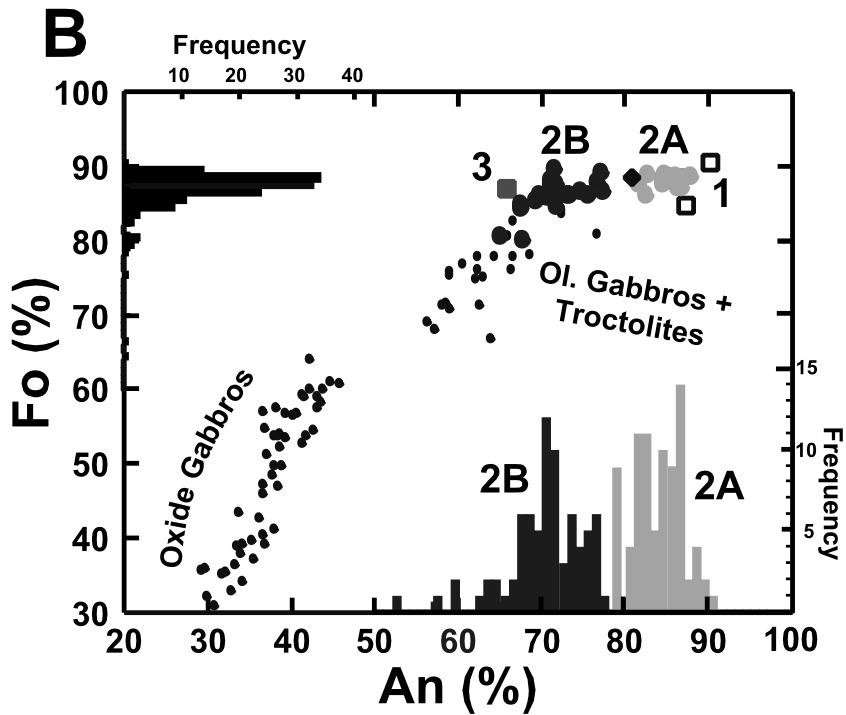 B
Frequency
10 20 30 40
100
90
80
70
60
50
40
30
Fo (%)
3
2B
2A
1
Ol. Gabbros +
Troctolites
Oxide Gabbros
2B
2A
15
10
5
Frequency
20 30 40 50 60 70 80 90 100
An (%)